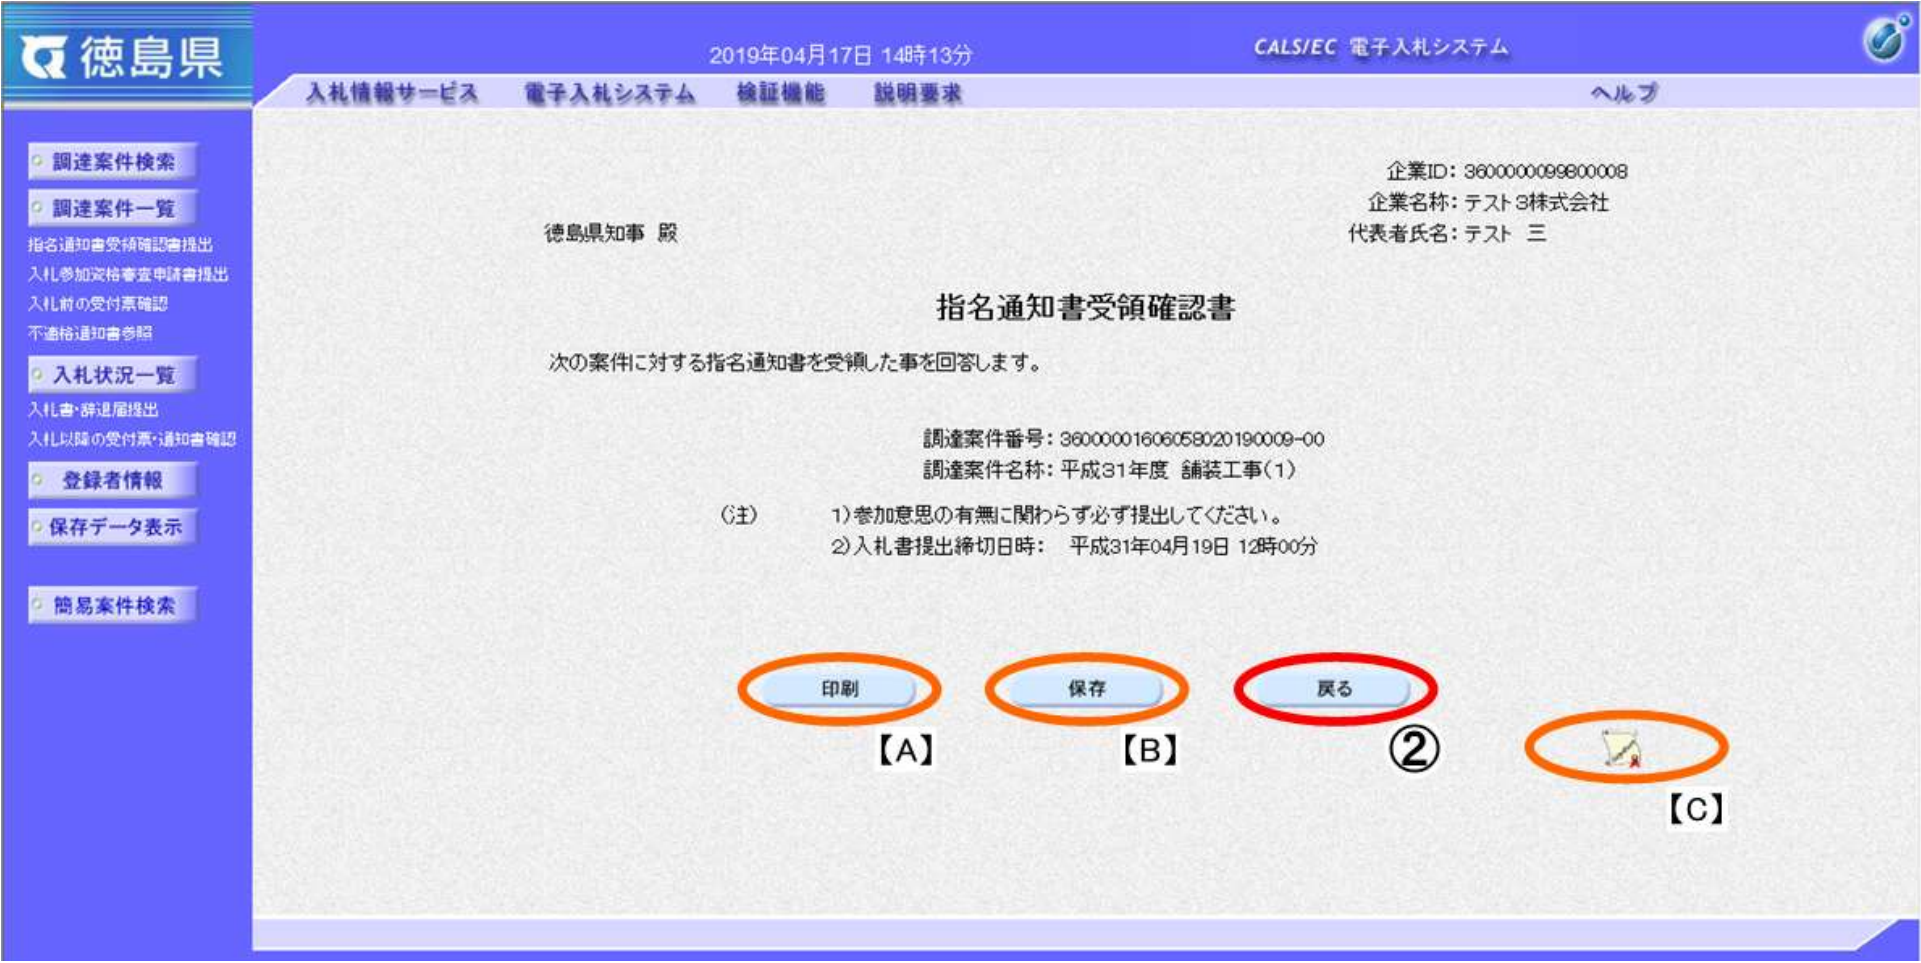 徳島県
2019年04月17日 14時13分
CALS/EC 電子入札システム
入札情報サービス 電子入札システム 検証機能 説明要求 ヘルプ
調達案件検索
調達案件一覧
指名通知書受領確認書提出
入札参加資格審査申請書提出
入札前の受付票確認
不適格通知書参照
入札状況一覧
入札書・辞退届提出
入札以降の受付票・通知書確認
登録者情報
保存データ表示
簡易案件検索
企業ID：3600000099800008
企業名称：テスト3株式会社
徳島県知事 殿
代表者氏名：テスト 三
指名通知書受領確認書
次の案件に対する指名通知書を受領した事を回答します。
調達案件番号：36000001606058020190009-00
調達案件名称：平成31年度 舗装工事（1）
（注） 1）参加意思の有無に関わらず必ず提出してください。
2）入札書提出締切日時： 平成31年04月19日 12時00分
印刷 保存 戻る
【A】 【B】 ②
【C】